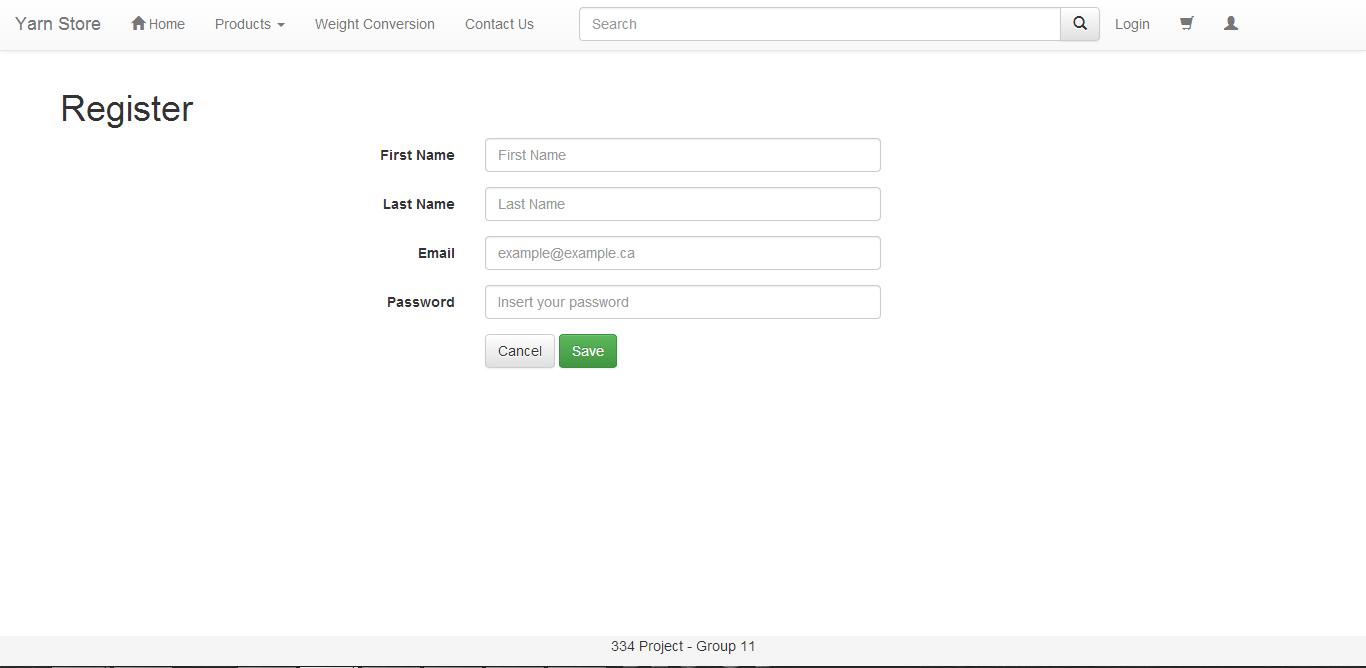 Yarn Store Home Products Weight Conversion Contact Us Search Login
Register
First Name First Name
Last Name Last Name
Email example@example.ca
Password Insert your password
Cancel Save
334 Project - Group 11